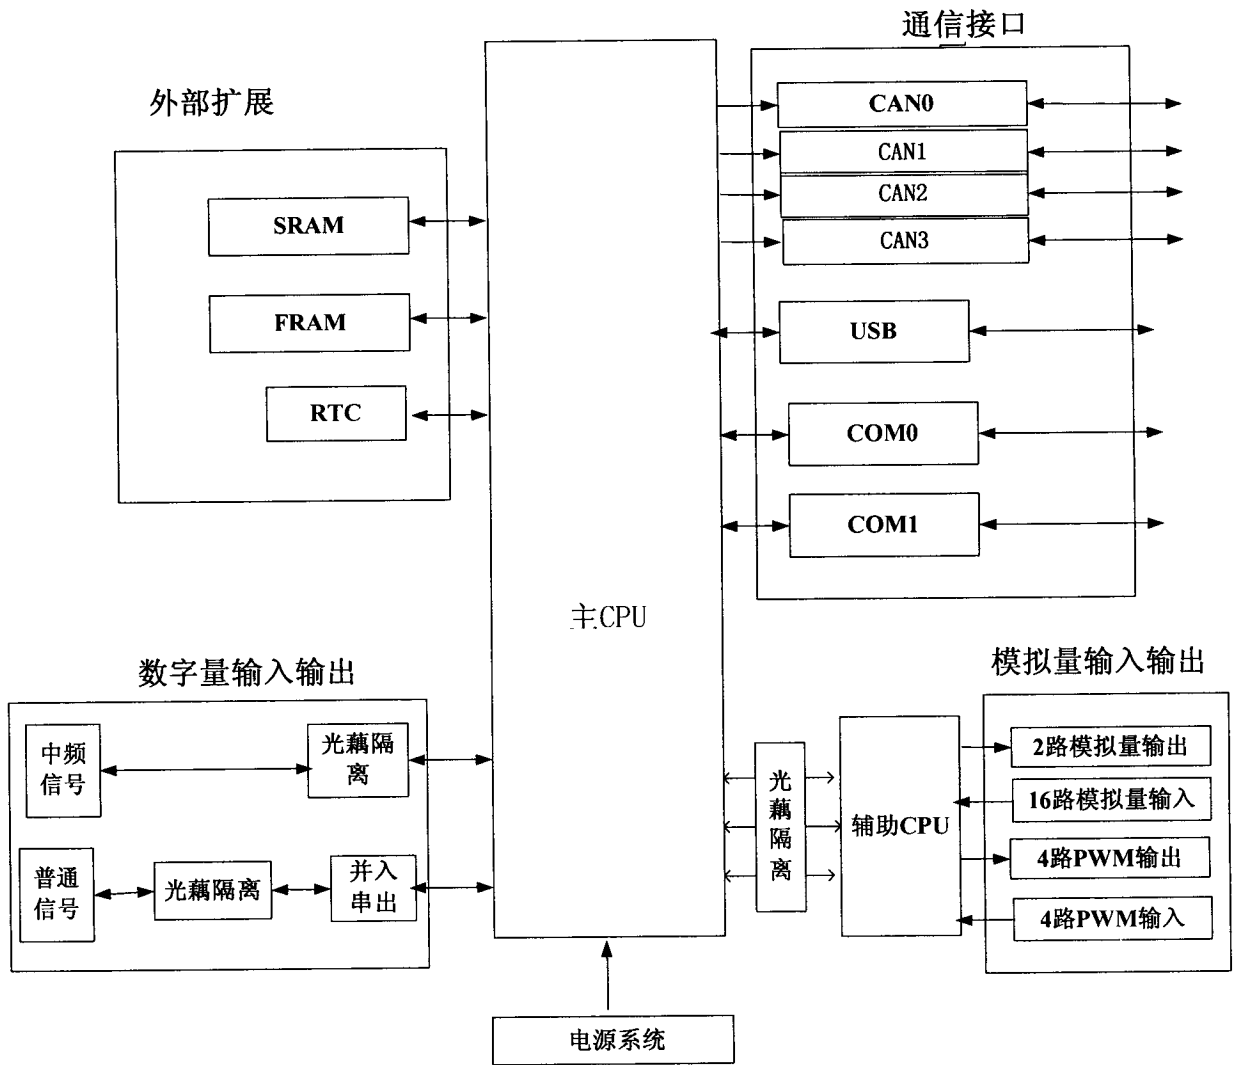 通信接口
外部扩展
CAN0
CAN1
CAN2
CAN3
SRAM
FRAM
RTC
USB
COM0
COM1
主CPU
数字量输入输出
模拟量输入输出
中频
信号
光藕隔
离
普通
信号
光藕隔离
并入
串出
光
藕
隔
离
辅助CPU
2路模拟量输出
16路模拟量输入
4路PWM输出
4路PWM输入
电源系统